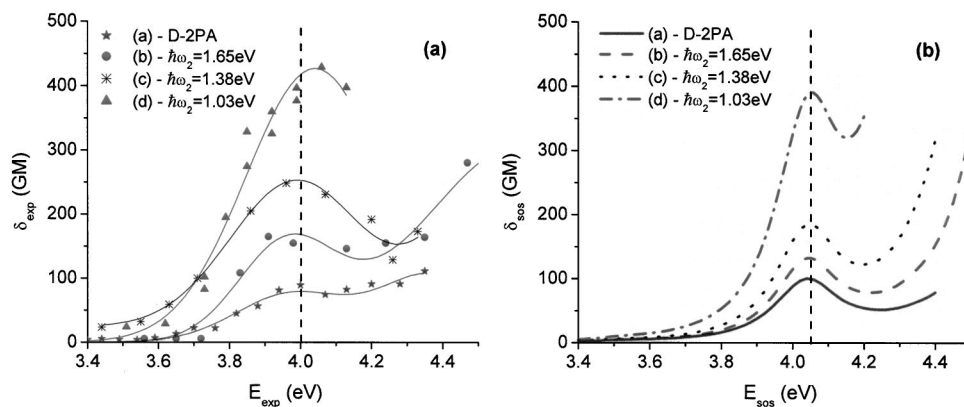 500
400
300
200
100
0
δexp (GM)
★ (a) - D-2PA
● (b) - ℏω₂=1.65eV
✳ (c) - ℏω₂=1.38eV
▲ (d) - ℏω₂=1.03eV
(a)
3.4 3.6 3.8 4.0 4.2 4.4
Eexp (eV)
500
400
300
200
100
0
δsos (GM)
(a) - D-2PA
(b) - ℏω₂=1.65eV
(c) - ℏω₂=1.38eV
(d) - ℏω₂=1.03eV
(b)
3.4 3.6 3.8 4.0 4.2 4.4
Esos (eV)